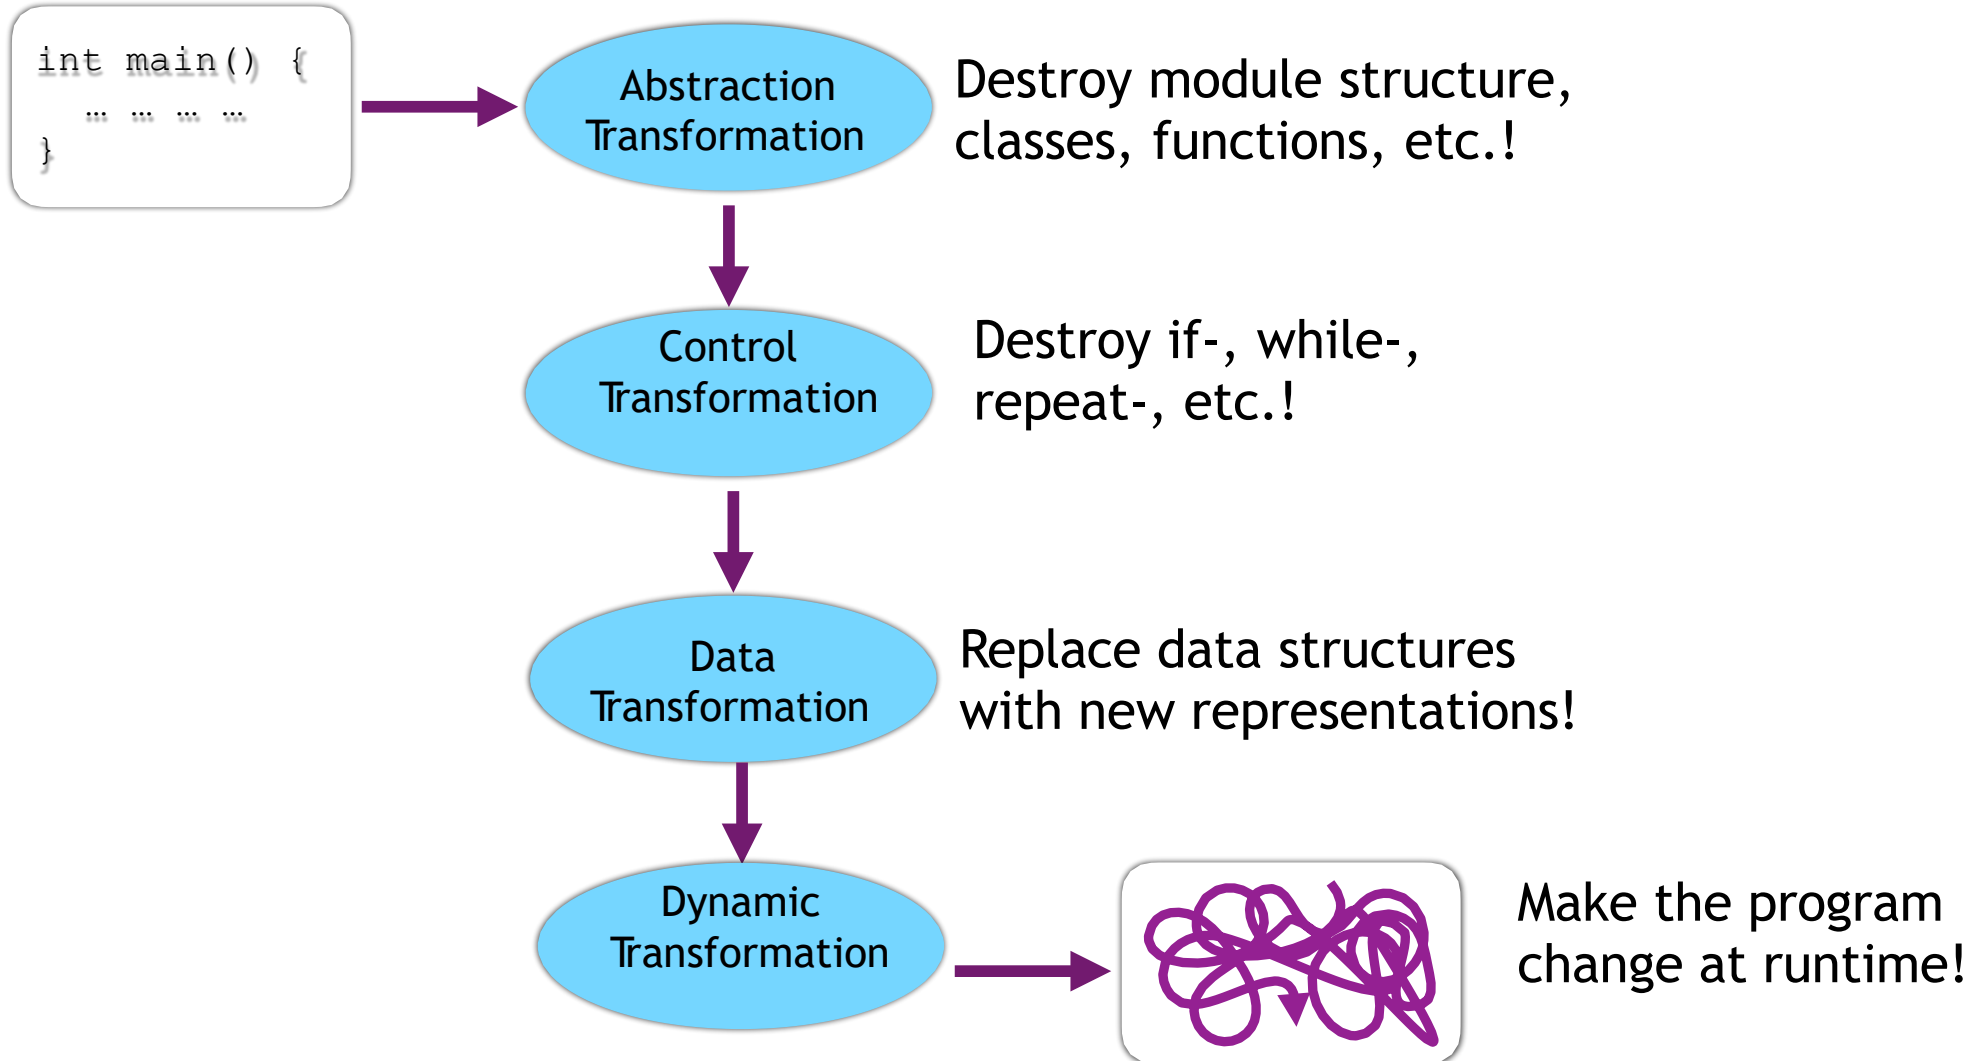 int main() {
… … … …
}
Abstraction
Transformation
Destroy module structure,
classes, functions, etc.!
Control
Transformation
Destroy if-, while-,
repeat-, etc.!
Data
Transformation
Replace data structures
with new representations!
Dynamic
Transformation
Make the program
change at runtime!